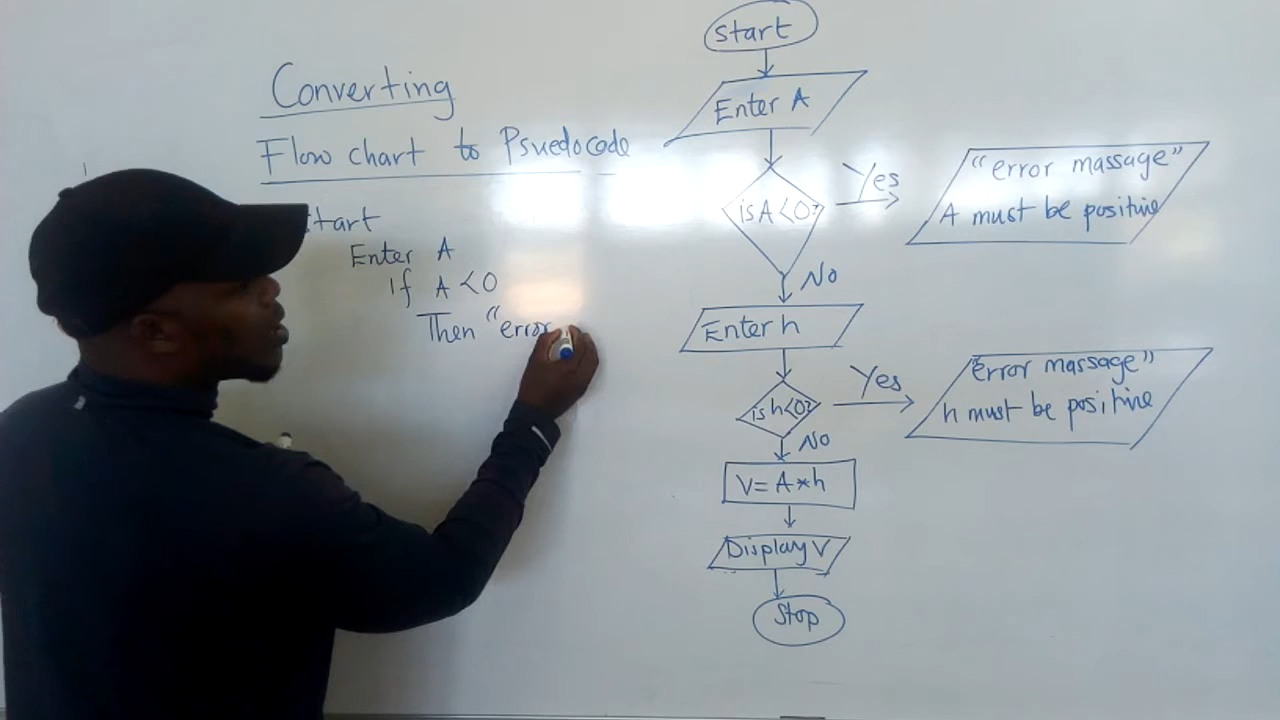 Converting
Flow chart to Psuedocode
Start
Enter A
If A<0
Then "error
Start
Enter A
is A<0?
Yes
"error massage"
A must be positive
No
Enter h
is h<0?
Yes
error massage"
h must be positive
No
V=A*h
Display V
Stop